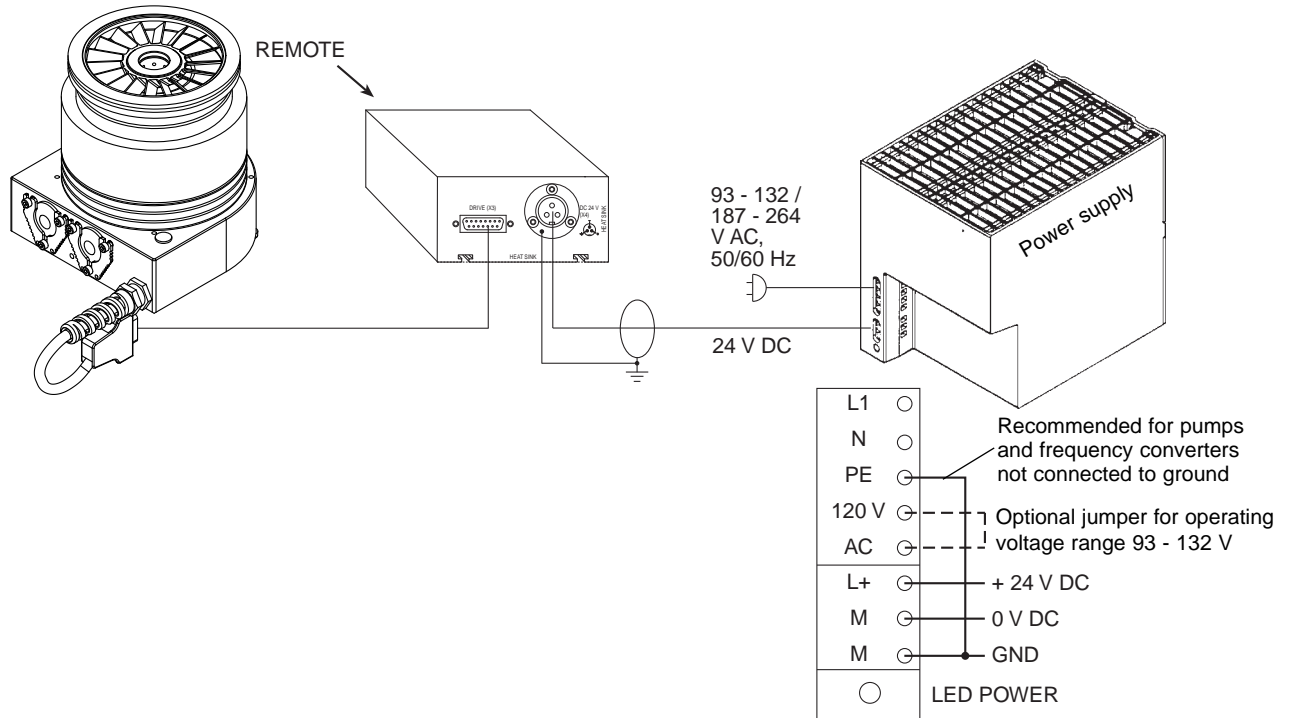 REMOTE
DRIVE (X3)
DC 24 V
(X4)
HEAT SINK
HEAT SINK
93 - 132 /
187 - 264
V AC,
50/60 Hz
24 V DC
Power supply
L1
N
PE
120 V
AC
L+
M
M
Recommended for pumps
and frequency converters
not connected to ground
Optional jumper for operating
voltage range 93 - 132 V
+ 24 V DC
0 V DC
GND
LED POWER